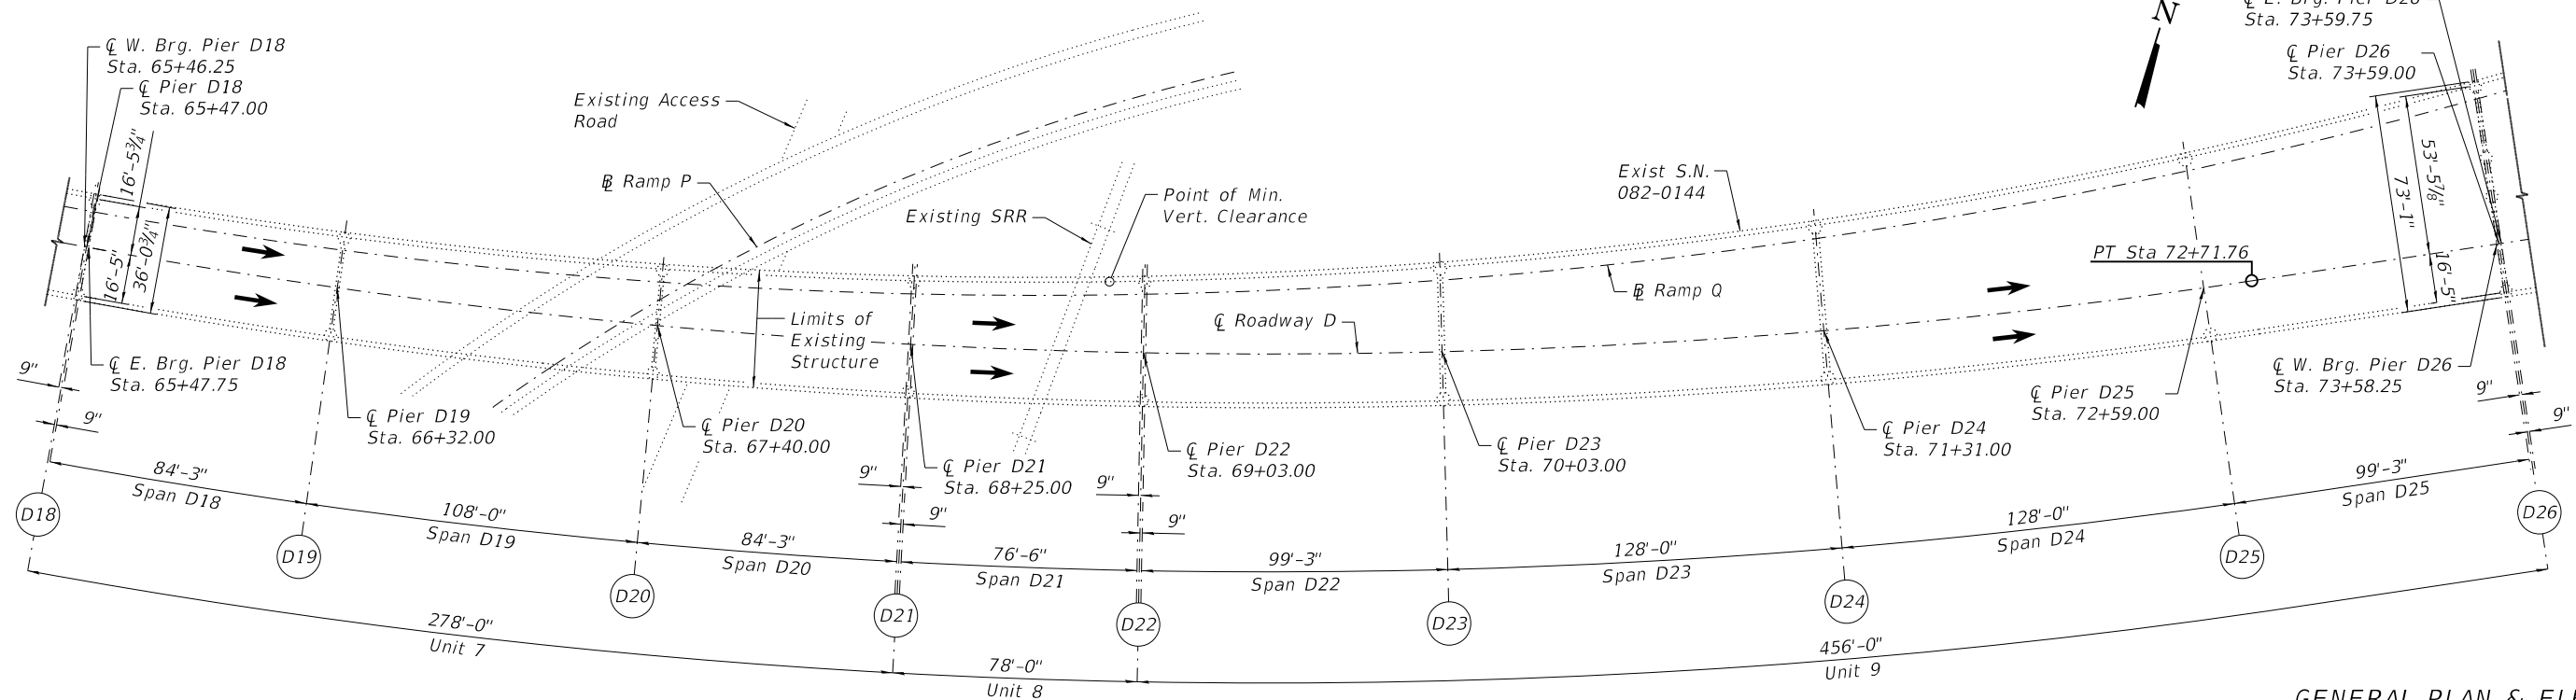 ℄ W. Brg. Pier D18
Sta. 65+46.25
℄ Pier D18
Sta. 65+47.00
16'-5¾"
16'-5"
36'-0¾"
℄ E. Brg. Pier D18
Sta. 65+47.75
9"
9"
Existing Access
Road
B̲L Ramp P
Existing SRR
Point of Min.
Vert. Clearance
Limits of
Existing
Structure
℄ Roadway D
Exist S.N.
082-0144
BL Ramp Q
N
Sta. 73+59.75
℄ Pier D26
Sta. 73+59.00
53'-5⅞"
73'-1"
16'-5"
PT Sta 72+71.76
℄ W. Brg. Pier D26
Sta. 73+58.25
9"
9"
℄ Pier D19
Sta. 66+32.00
℄ Pier D20
Sta. 67+40.00
℄ Pier D21
Sta. 68+25.00
℄ Pier D22
Sta. 69+03.00
℄ Pier D23
Sta. 70+03.00
℄ Pier D24
Sta. 71+31.00
℄ Pier D25
Sta. 72+59.00
9"
9"
9"
9"
84'-3"
Span D18
108'-0"
Span D19
84'-3"
Span D20
76'-6"
Span D21
99'-3"
Span D22
128'-0"
Span D23
128'-0"
Span D24
99'-3"
Span D25
D18
D19
D20
D21
D22
D23
D24
D25
D26
278'-0"
Unit 7
78'-0"
Unit 8
456'-0"
Unit 9
GENERAL PLAN &